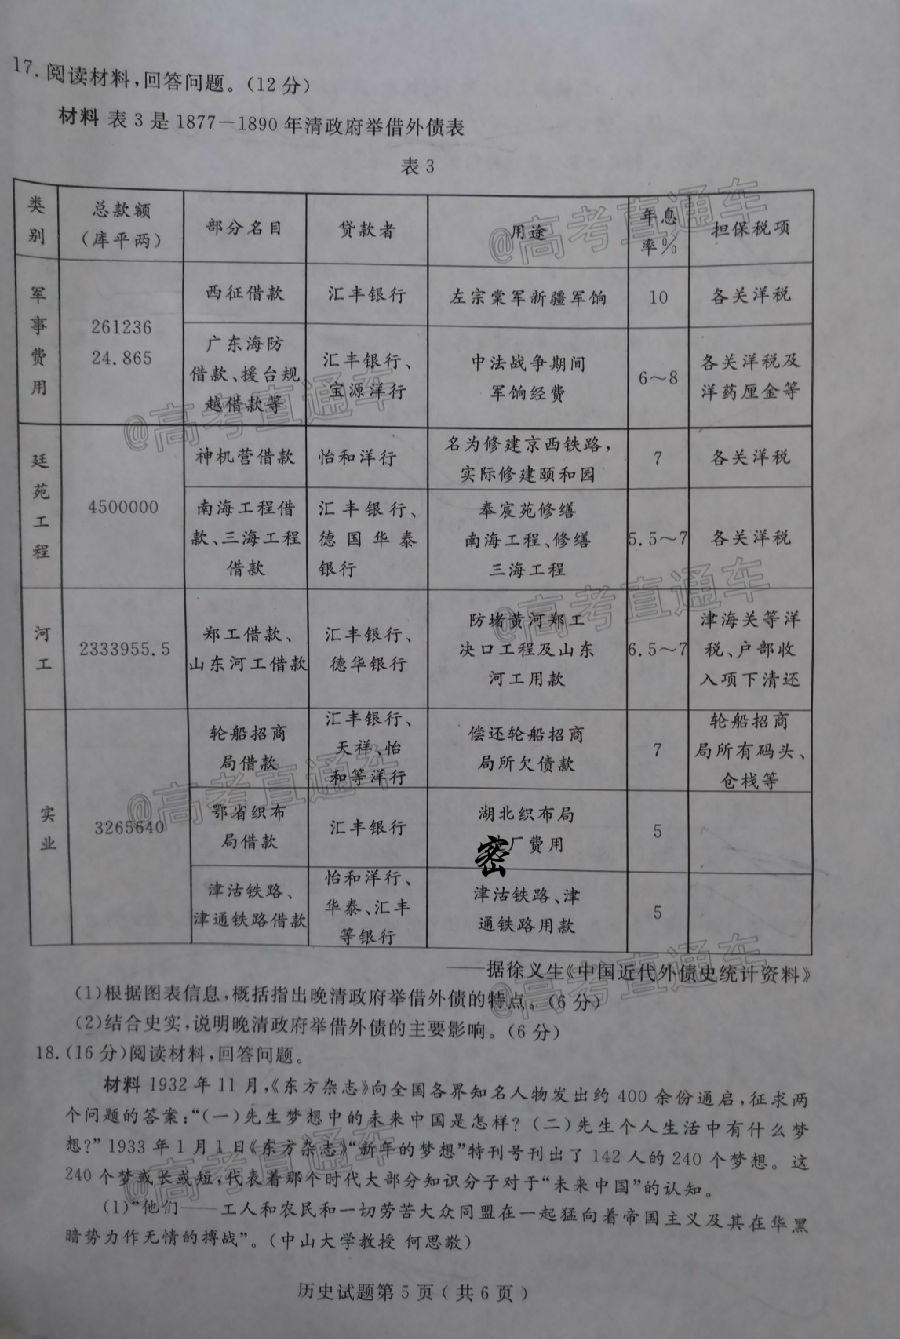 17.阅读材料,回答问题。(12分)
材料 表3是1877—1890年清政府举借外债表
表3
类别 总款额(库平两) 部分名目 贷款者 用途 年息率% 担保税项
军事费用 26123624.865 西征借款 汇丰银行 左宗棠军新疆军饷 10 各关洋税
广东海防借款、援台规越借款等 汇丰银行、宝源洋行 中法战争期间军饷经费 6~8 各关洋税及洋药厘金等
廷苑工程 4500000 神机营借款 怡和洋行 名为修建京西铁路,实际修建颐和园 7 各关洋税
南海工程借款、三海工程借款 汇丰银行、德国华泰银行 奉宸苑修缮南海工程、修缮三海工程 5.5~7 各关洋税
河工 2333955.5 郑工借款、山东河工借款 汇丰银行、德华银行 防堵黄河郑工决口工程及山东河工用款 6.5~7 津海关等洋税、户部收入项下清还
实业 3265640 轮船招商局借款 汇丰银行、天祥、怡和等洋行 偿还轮船招商局所欠债款 7 轮船招商局所有码头、仓栈等
鄂省织布局借款 汇丰银行 湖北织布局 密厂费用 5
津沽铁路、津通铁路借款 怡和洋行、华泰、汇丰等银行 津沽铁路、津通铁路用款 5
——据徐义生《中国近代外债史统计资料》
(1)根据图表信息,概括指出晚清政府举借外债的特点。(6分)
(2)结合史实,说明晚清政府举借外债的主要影响。(6分)
18.(16分)阅读材料,回答问题。
材料 1932年11月,《东方杂志》向全国各界知名人物发出约400余份通启,征求两
个问题的答案:“(一)先生梦想中的未来中国是怎样?(二)先生个人生活中有什么梦
想?”1933年1月1日《东方杂志》“新年的梦想”特刊号刊出了142人的240个梦想。这
240个梦或长或短,代表着那个时代大部分知识分子对于“未来中国”的认知。
(1)“他们——工人和农民和一切劳苦大众同盟在一起猛向着帝国主义及其在华黑
暗势力作无情的搏战”。(中山大学教授 何思敬)
历史试题第5页(共6页)
@高考直通车
@高考直通车
@高考直通车
@高考直通车
@高考直通车
@高考直通车